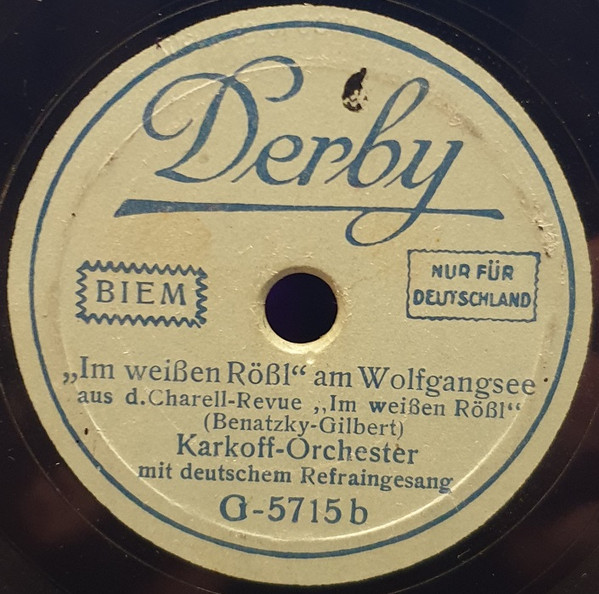 Derby
BIEM
NUR FÜR
DEUTSCHLAND
„Im weißen Rößl“ am Wolfgangsee
aus d. Charell-Revue „Im weißen Rößl“
(Benatzky-Gilbert)
Karkoff-Orchester
mit deutschem Refraingesang
G-5715 b